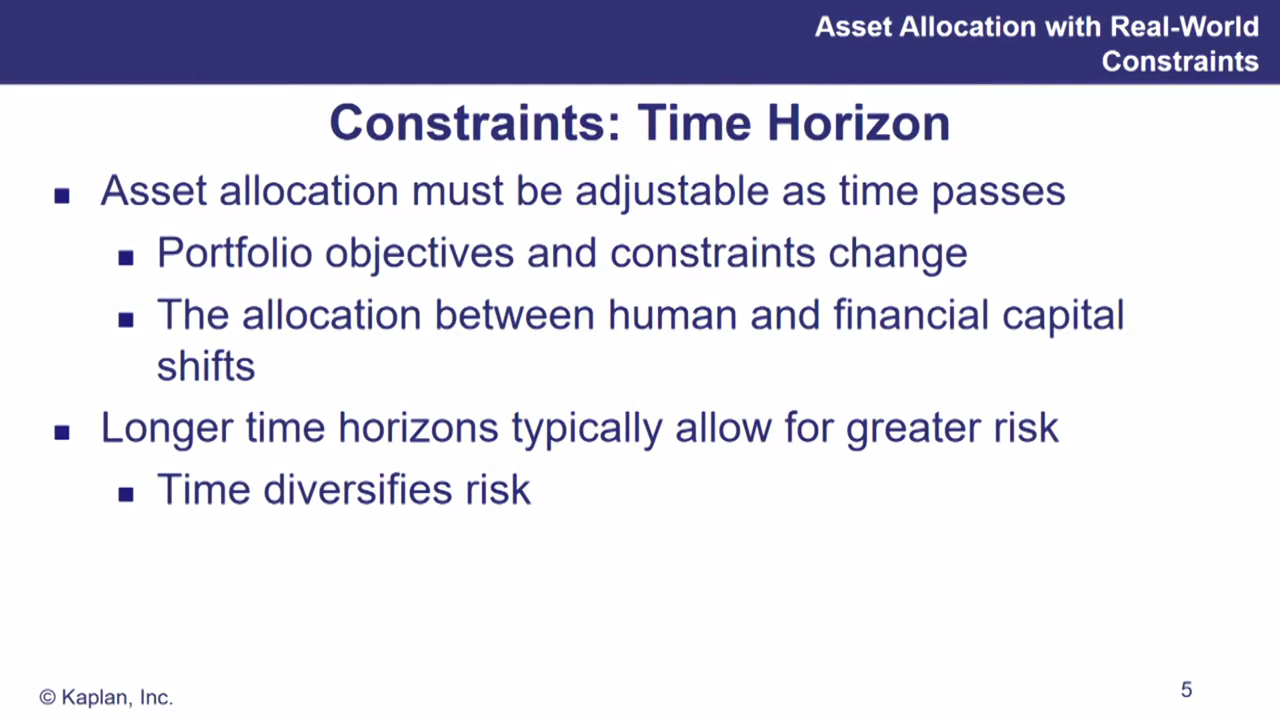 Asset Allocation with Real-World
Constraints
Constraints: Time Horizon
■ Asset allocation must be adjustable as time passes
■ Portfolio objectives and constraints change
■ The allocation between human and financial capital
shifts
■ Longer time horizons typically allow for greater risk
■ Time diversifies risk
© Kaplan, Inc.
5